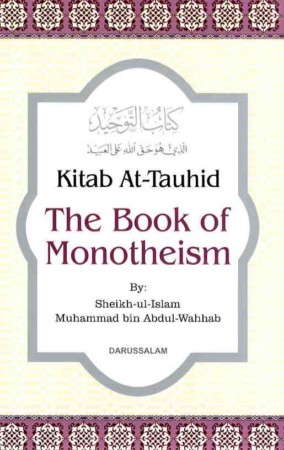 كتاب التوحيد
الذي هو حق الله على العبيد
Kitab At-Tauhid
The Book of
Monotheism
By:
Sheikh-ul-Islam
Muhammad bin Abdul-Wahhab
DARUSSALAM